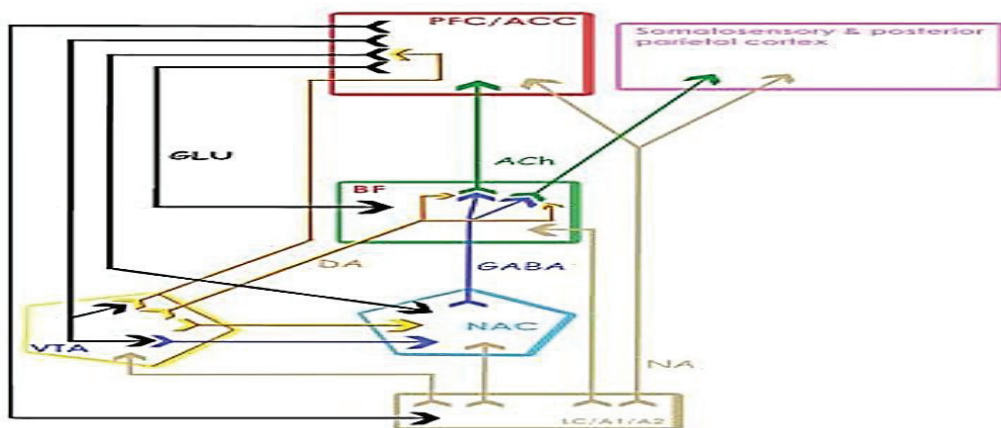 PFC/ACC
Somatosensory & posterior
parietal cortex
GLU
ACh
BF
DA
GABA
NAC
VTA
NA
LC/A1/A2